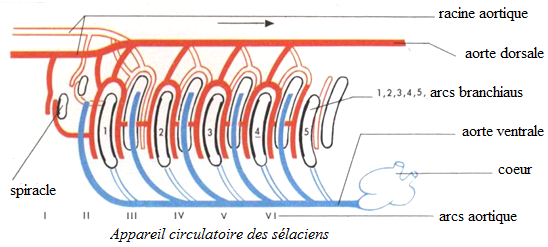 racine aortique
aorte dorsale
1,2,3,4,5, arcs branchiaus
aorte ventrale
coeur
spiracle
1 2 3 4 5
I II III IV V VI
arcs aortique
Appareil circulatoire des sélaciens